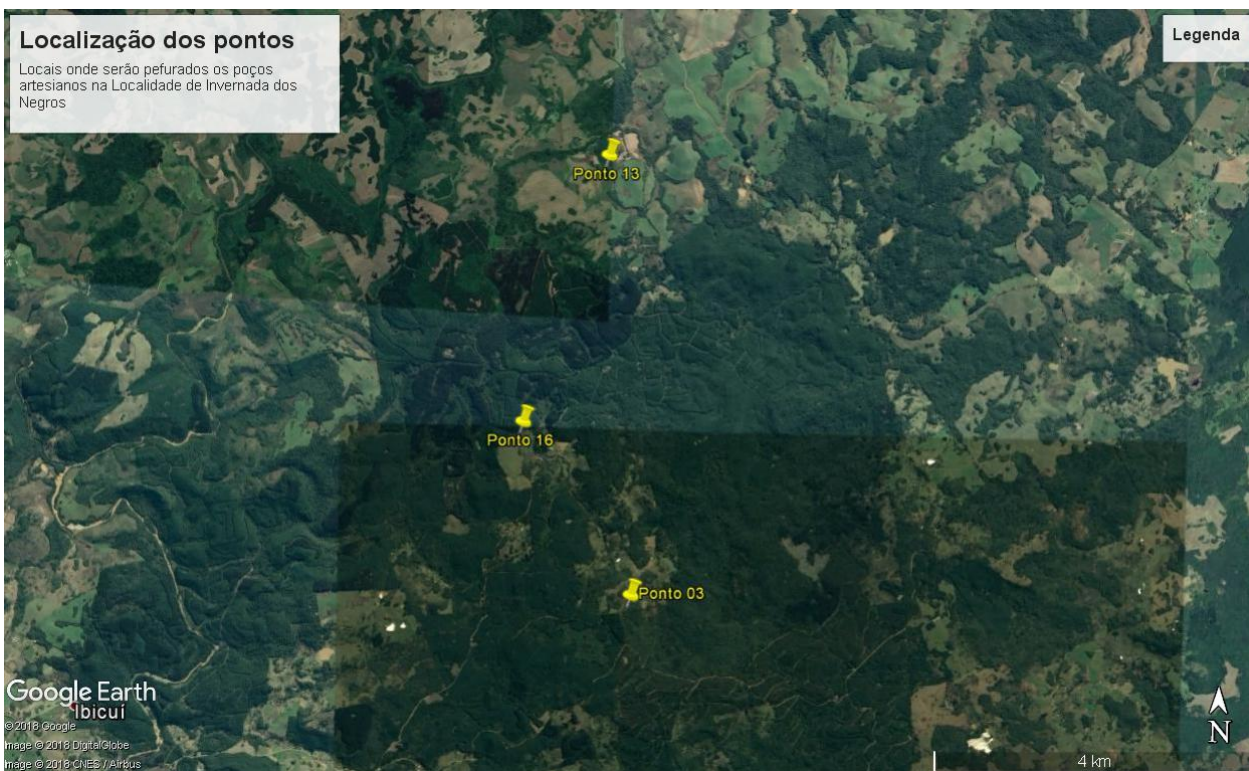 Localização dos pontos
Locais onde serão pefurados os poços
artesianos na Localidade de Invernada dos
Negros
Legenda
Ponto 13
Ponto 16
Ponto 03
Google Earth
Ibicuí
© 2018 Google
Image © 2018 DigitalGlobe
Image © 2018 CNES / Airbus
N
4 km